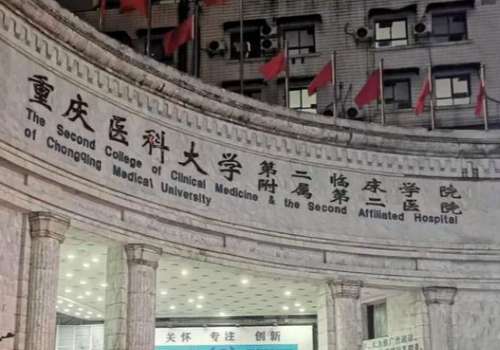 重庆医科大学 第二临床学院
附属第二医院
The Second College of Clinical Medicine & the Second Affiliated Hospital
of Chongqing Medical University
关怀 专注 创新